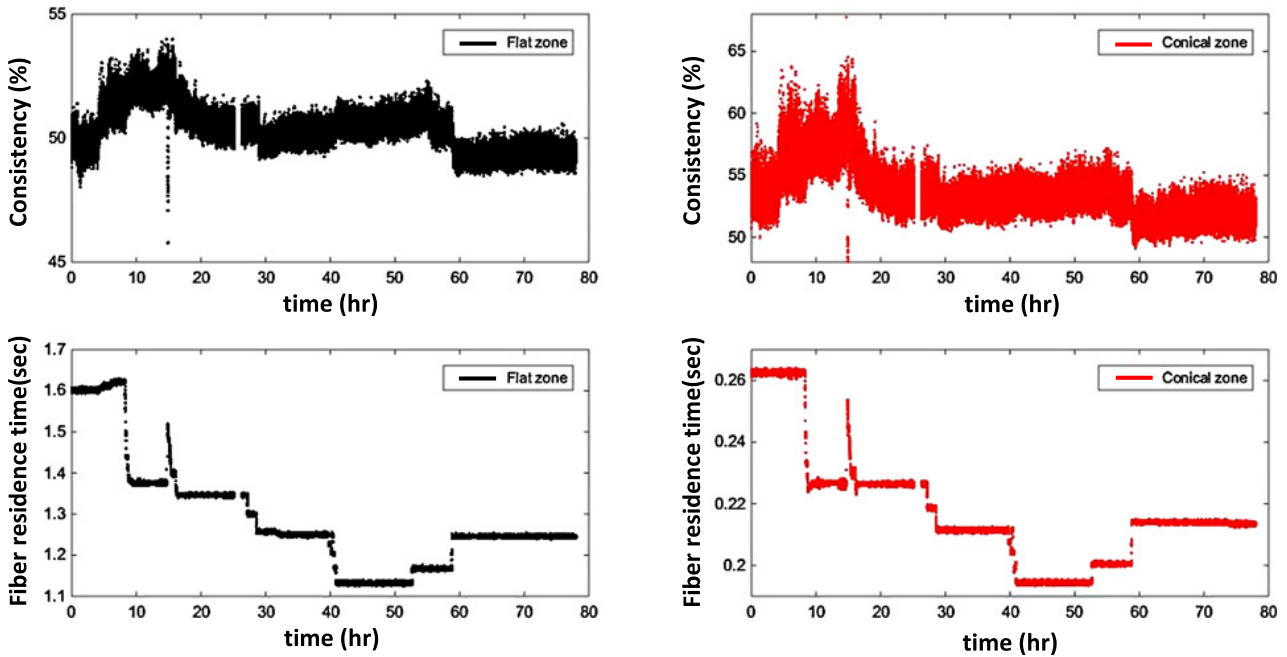 Consistency (%)
55
50
45
Flat zone
0 10 20 30 40 50 60 70 80
time (hr)
Consistency (%)
65
60
55
50
Conical zone
0 10 20 30 40 50 60 70 80
time (hr)
Fiber residence time(sec)
1.7
1.6
1.5
1.4
1.3
1.2
1.1
Flat zone
0 10 20 30 40 50 60 70 80
time (hr)
Fiber residence time(sec)
0.26
0.24
0.22
0.2
Conical zone
0 10 20 30 40 50 60 70 80
time (hr)